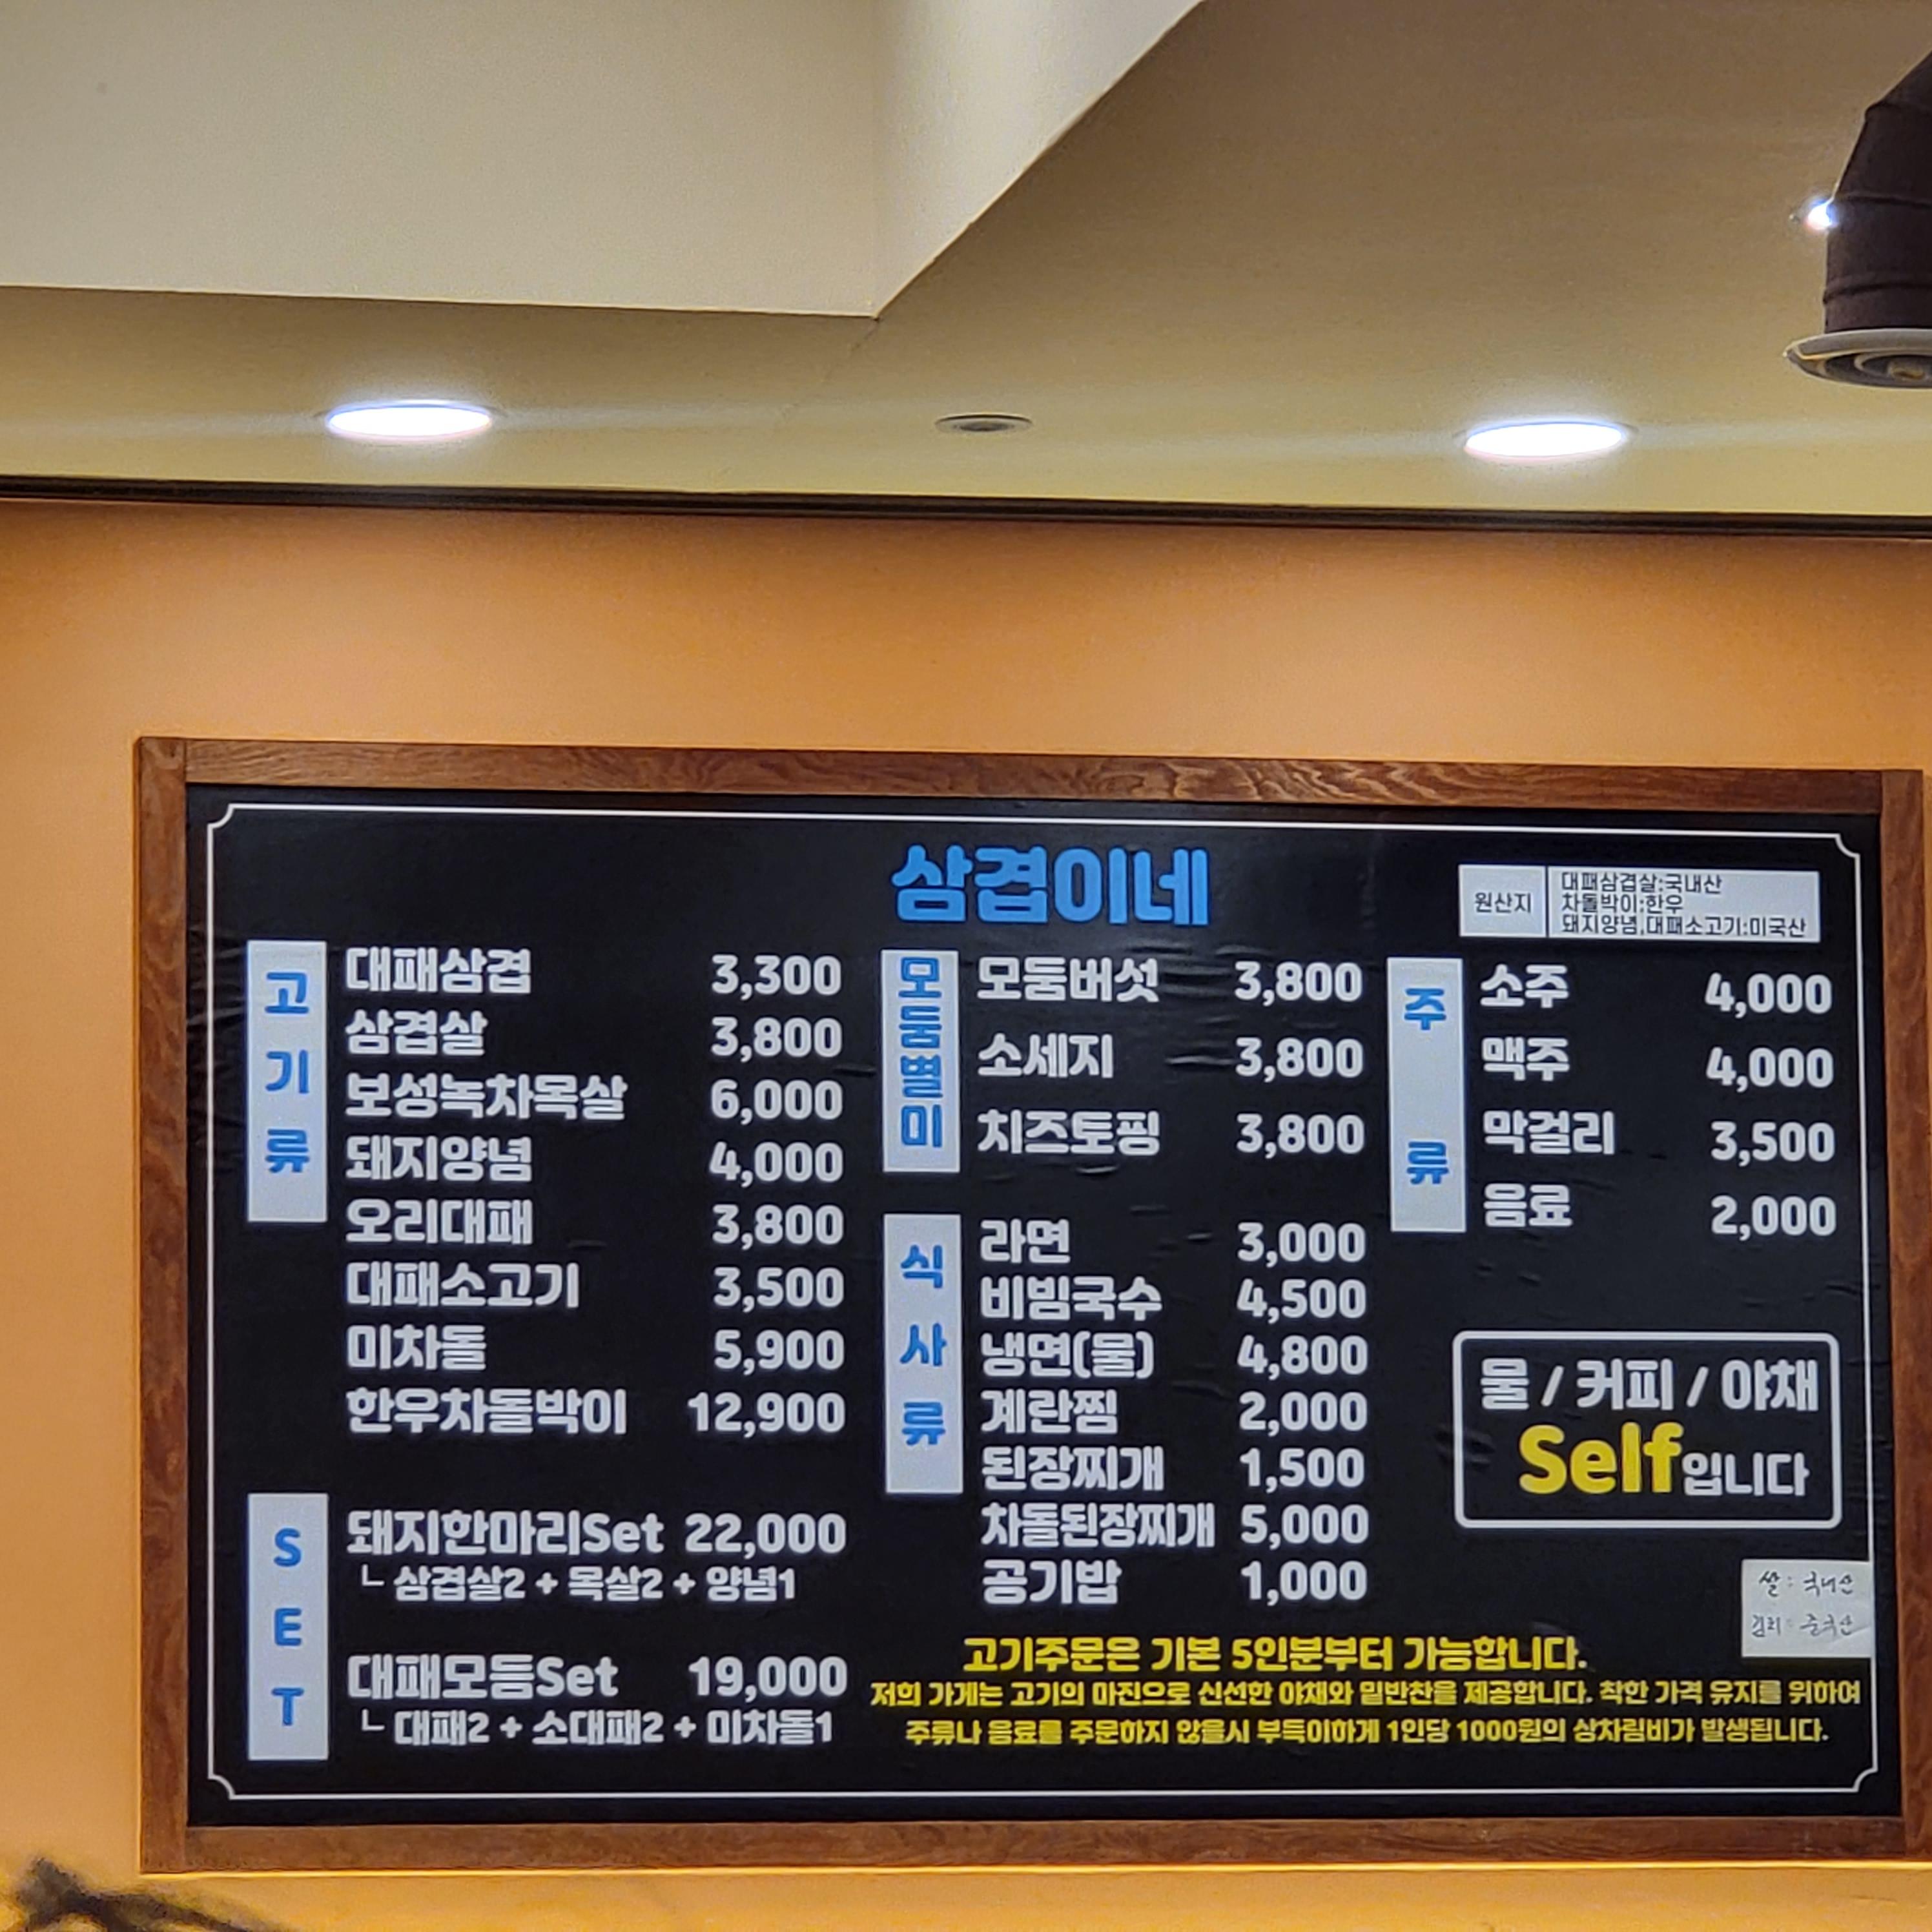 삼겹이네
원산지
대패삼겹살:국내산
차돌박이:한우
돼지양념,대패소고기:미국산
고기류
대패삼겹 3,300
삼겹살 3,800
보성녹차목살 6,000
돼지양념 4,000
오리대패 3,800
대패소고기 3,500
미차돌 5,900
한우차돌박이 12,900
SET
돼지한마리Set 22,000
└ 삼겹살2 + 목살2 + 양념1
대패모듬Set 19,000
└ 대패2 + 소대패2 + 미차돌1
모둠별미
모둠버섯 3,800
소세지 3,800
치즈토핑 3,800
식사류
라면 3,000
비빔국수 4,500
냉면(물) 4,800
계란찜 2,000
된장찌개 1,500
차돌된장찌개 5,000
공기밥 1,000
주류
소주 4,000
맥주 4,000
막걸리 3,500
음료 2,000
물 / 커피 / 야채
Self입니다
쌀 : 국내산
김치 : 중국산
고기주문은 기본 5인분부터 가능합니다.
저희 가게는 고기의 마진으로 신선한 야채와 밑반찬을 제공합니다. 착한 가격 유지를 위하여
주류나 음료를 주문하지 않을시 부득이하게 1인당 1000원의 상차림비가 발생됩니다.